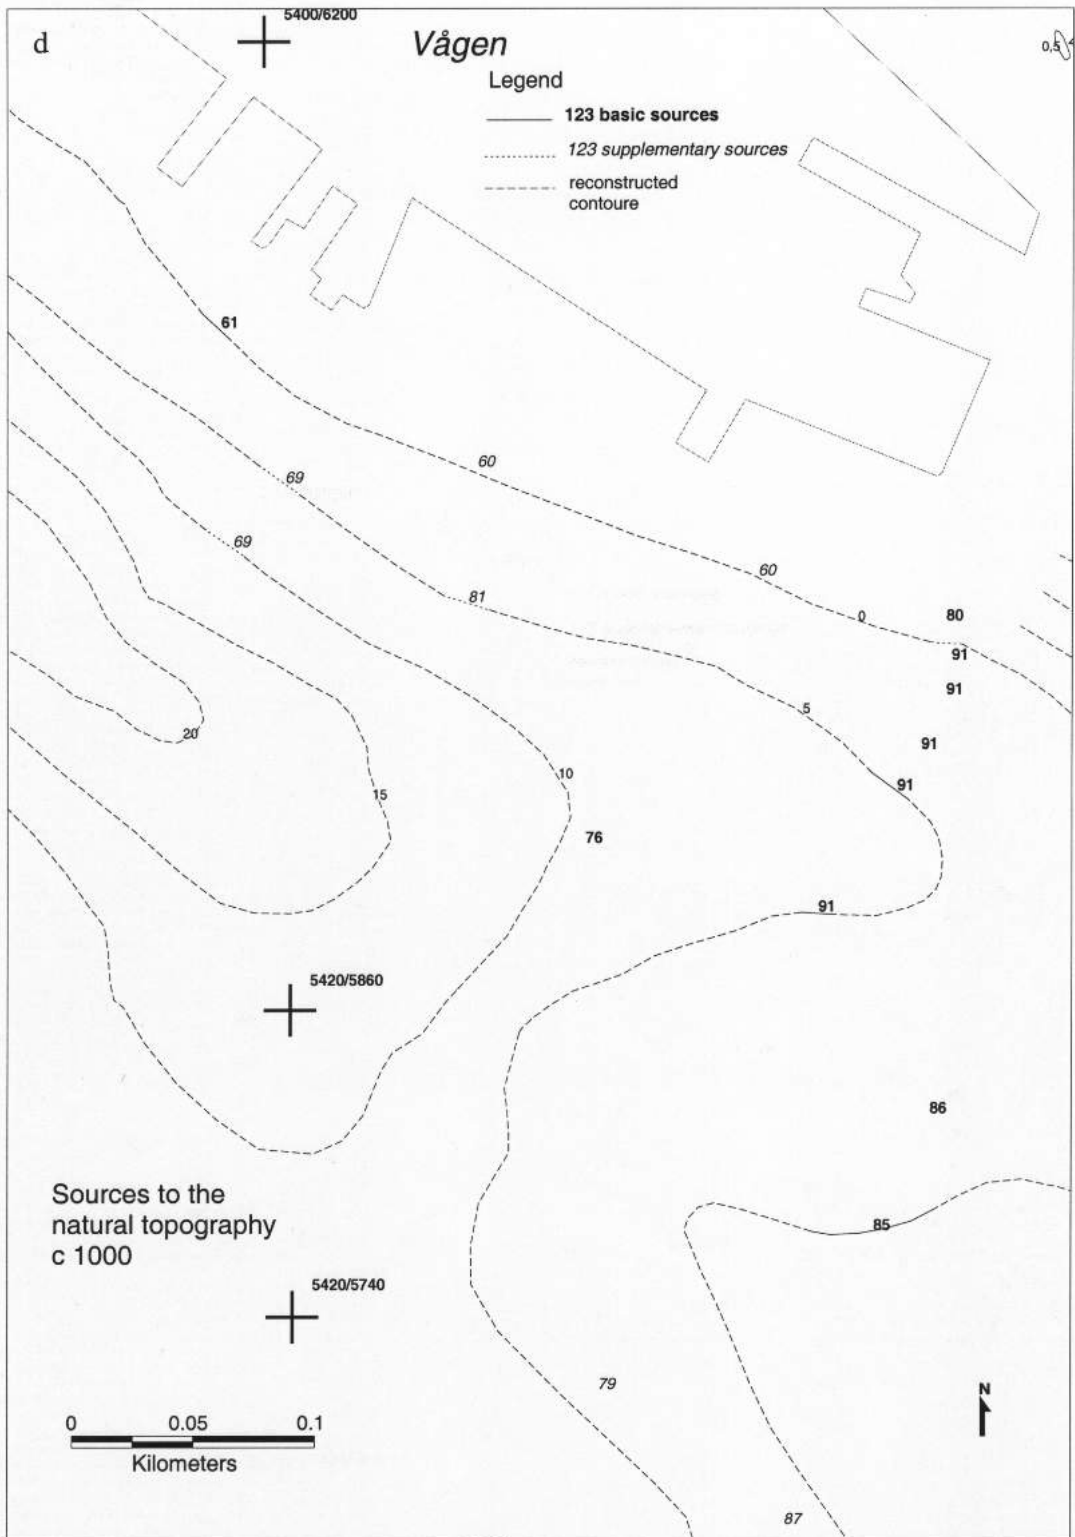 d
5400/6200
Vågen
0,5
Legend
123 basic sources
123 supplementary sources
reconstructed
contoure
61
60
69
69
60
81
0
80
91
91
5
20
91
10
91
15
76
91
5420/5860
86
Sources to the
natural topography
c 1000
85
5420/5740
79
N
0 0.05 0.1
Kilometers
87